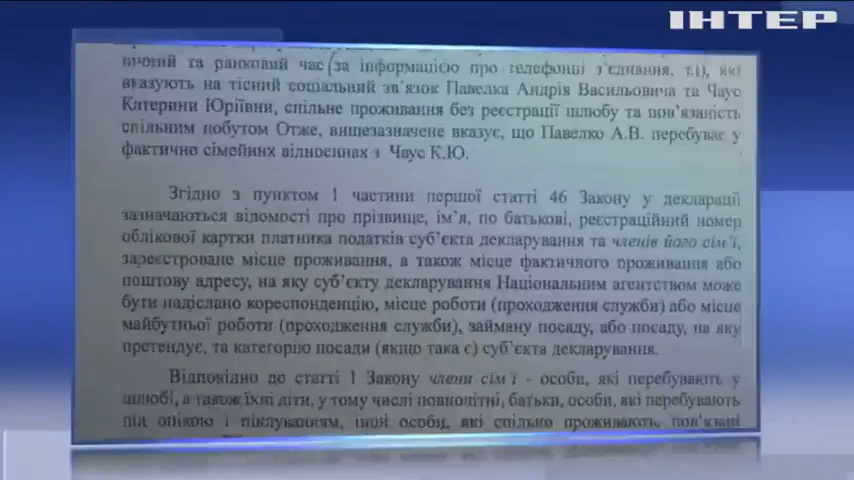 ІНТЕР
вічний та ранковий час (за інформацією про телефонні з'єднання, т.і), які
вказують на тісний соціальний зв'язок Павелка Андрія Васильовича та Чаус
Катерини Юріївни, спільне проживання без реєстрації шлюбу та пов'язаність
спільним побутом Отже, вищезазначене вказує, що Павелко А.В. перебуває у
фактично сімейних відносинах з Чаус К.Ю.
Згідно з пунктом 1 частини першої статті 46 Закону у декларації
зазначаються відомості про прізвище, ім'я, по батькові, реєстраційний номер
облікової картки платника податків суб'єкта декларування та членів його сім'ї,
зареєстроване місце проживання, а також місце фактичного проживання або
поштову адресу, на яку суб'єкту декларування Національним агентством може
бути надіслано кореспонденцію, місце роботи (проходження служби) або місце
майбутньої роботи (проходження служби), займану посаду, або посаду, на яку
претендує, та категорію посади (якщо така є) суб'єкта декларування.
Відповідно до статті 1 Закону члени сім'ї - особи, які перебувають у
шлюбі, а також їхні діти, у тому числі повнолітні, батьки, особи, які перебувають
під опікою і піклуванням, інші особи, які спільно проживають, пов'язані